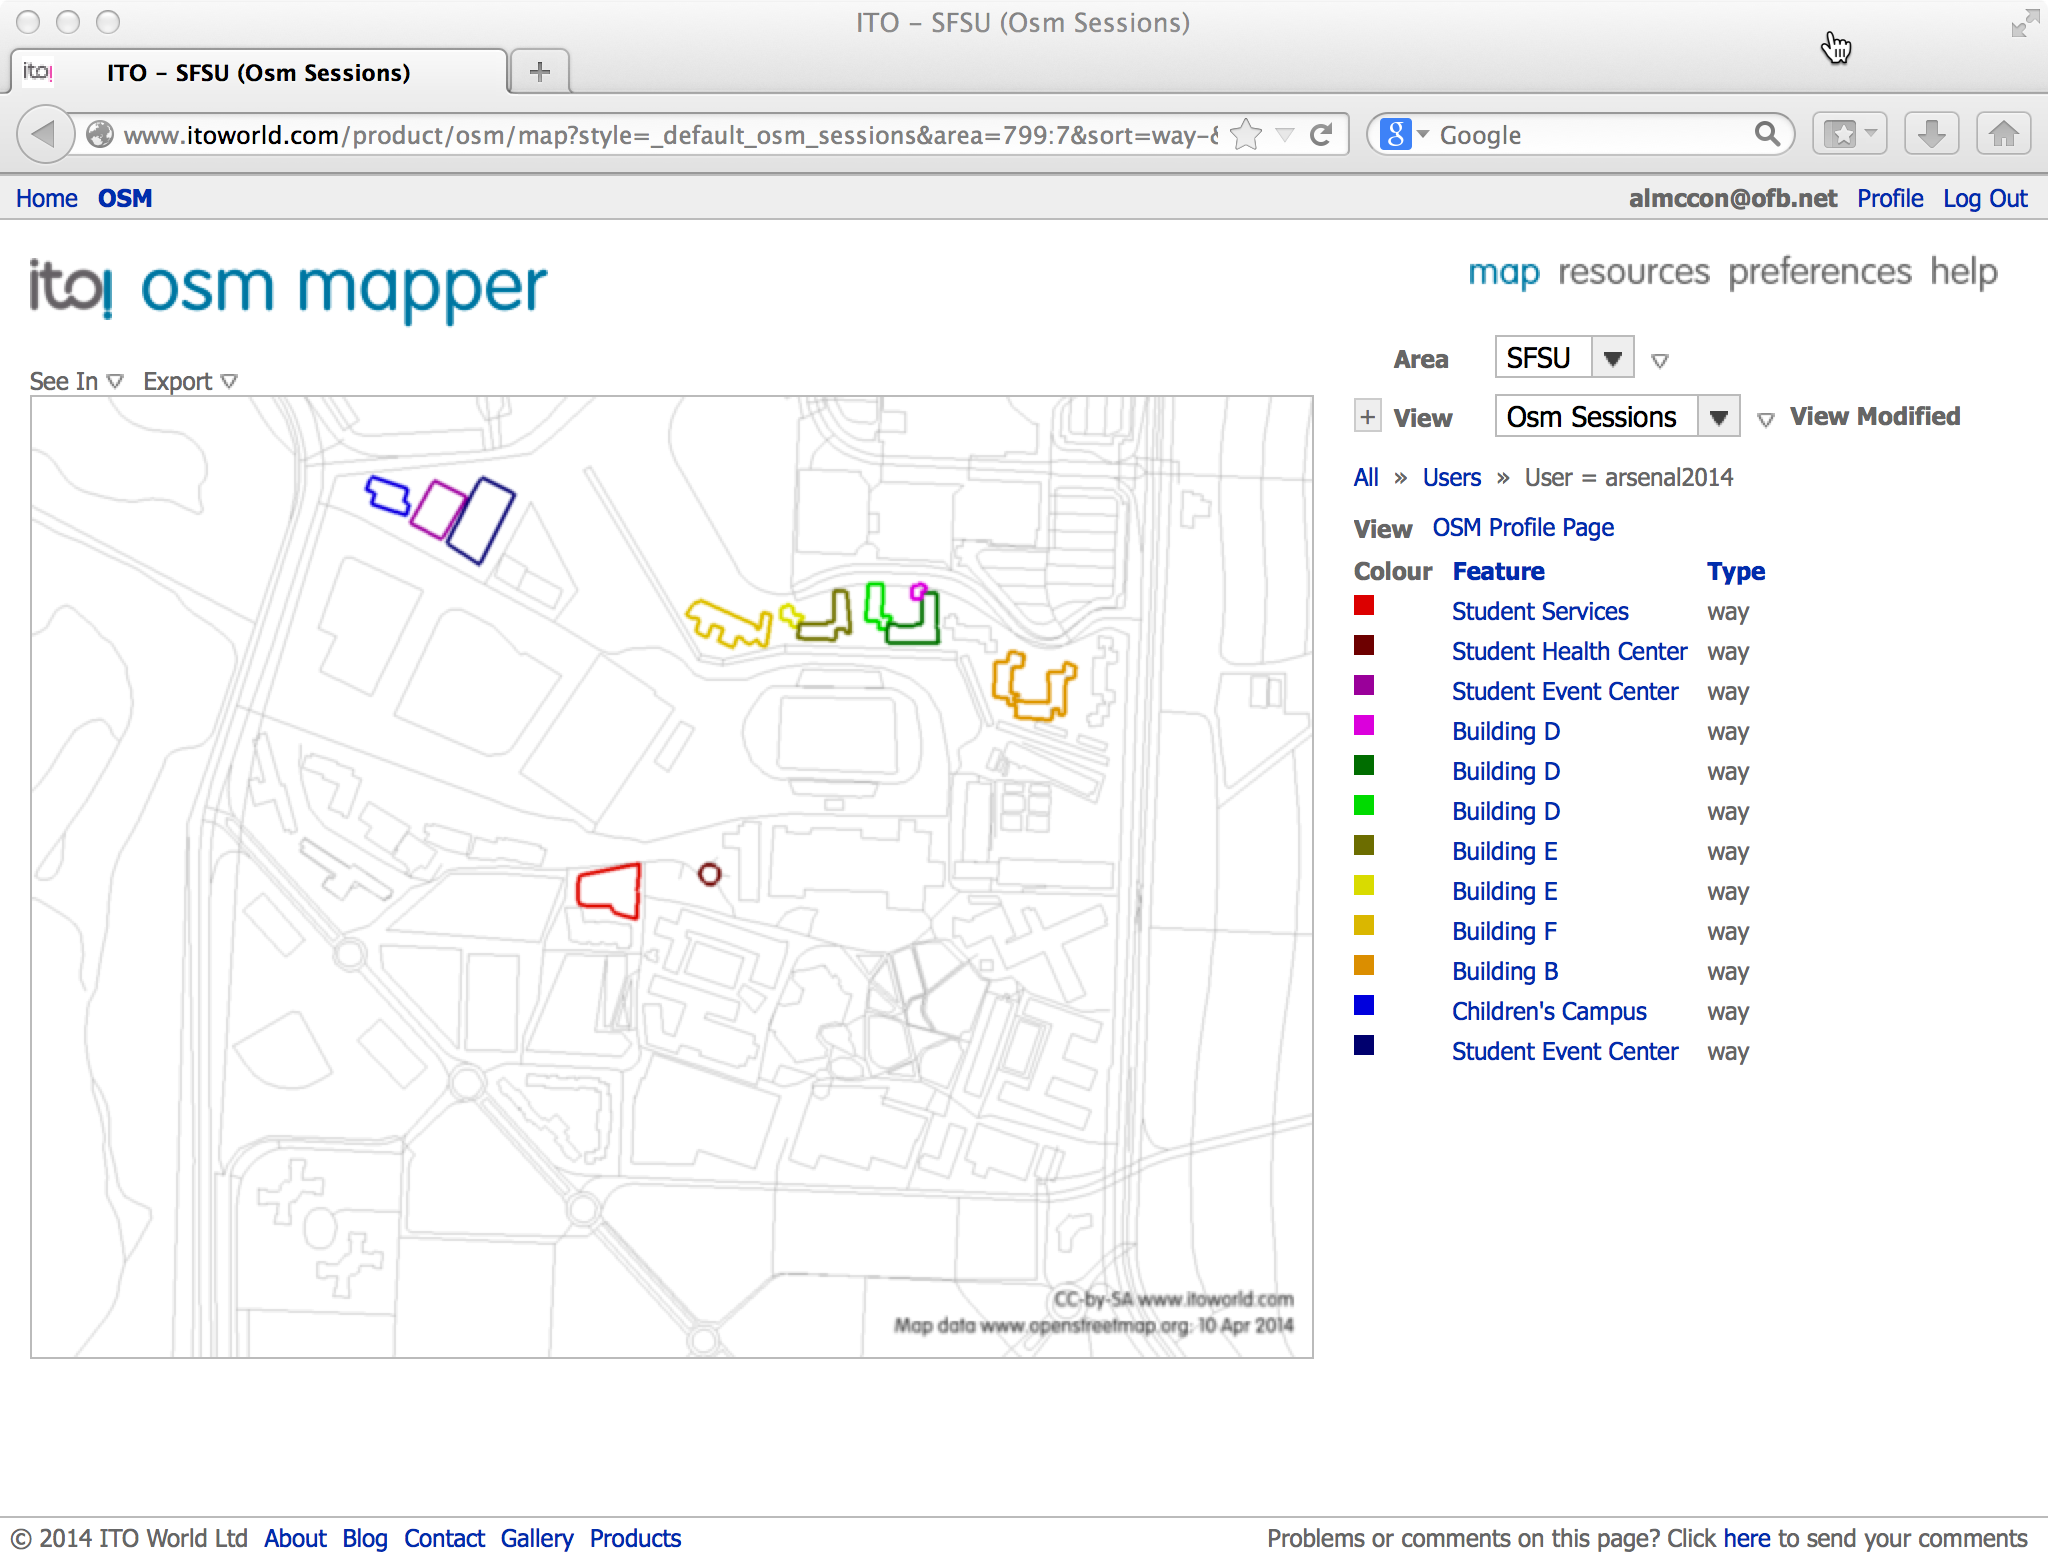 ITO – SFSU (Osm Sessions)
ito! ITO – SFSU (Osm Sessions) +
www.itoworld.com/product/osm/map?style=_default_osm_sessions&area=799:7&sort=way-& g Google
Home OSM almccon@ofb.net Profile Log Out
ito! osm mapper map resources preferences help
Area SFSU
See In Export
+ View Osm Sessions View Modified
All » Users » User = arsenal2014
View OSM Profile Page
Colour Feature Type
Student Services way
Student Health Center way
Student Event Center way
Building D way
Building D way
Building D way
Building E way
Building E way
Building F way
Building B way
Children's Campus way
Student Event Center way
CC-by-SA www.itoworld.com
Map data www.openstreetmap.org: 10 Apr 2014
© 2014 ITO World Ltd About Blog Contact Gallery Products Problems or comments on this page? Click here to send your comments